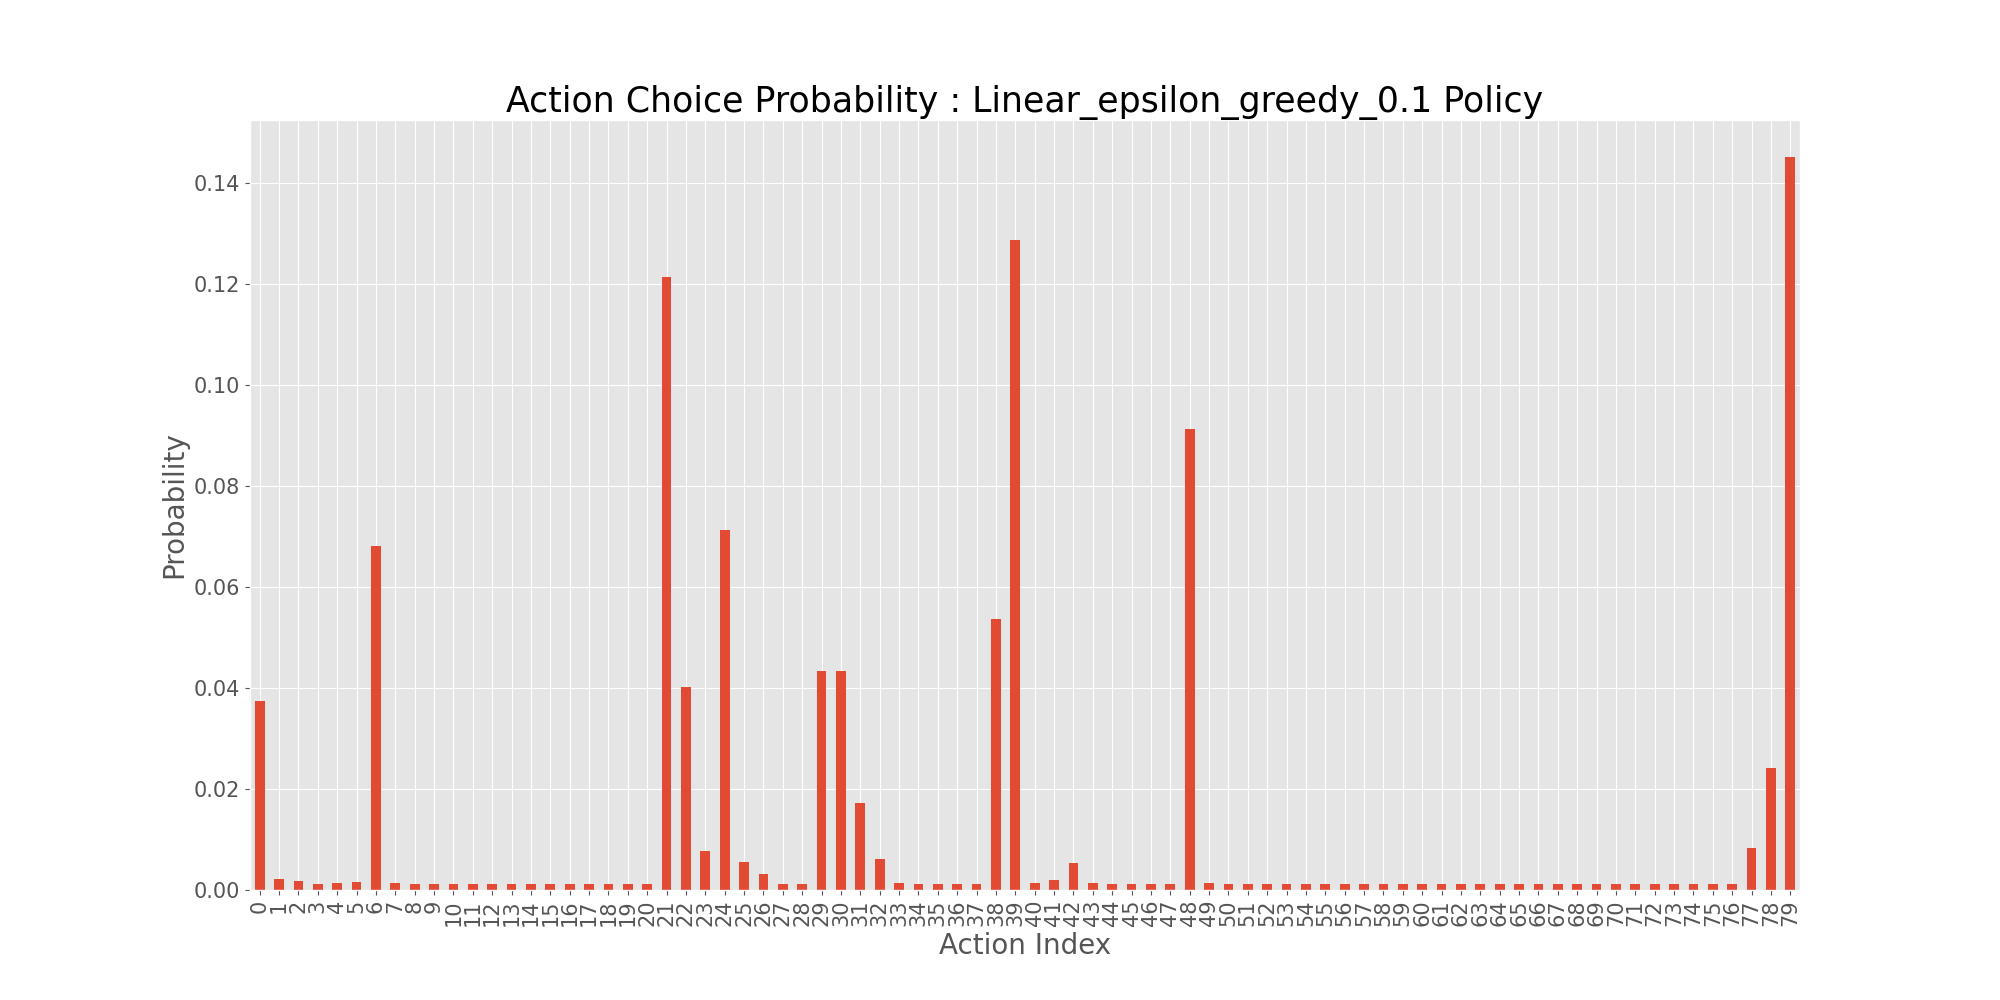 Action Choice Probability : Linear_epsilon_greedy_0.1 Policy
0.14
0.12
0.10
0.08
0.06
0.04
0.02
0.00
Probability
0 1 2 3 4 5 6 7 8 9 10 11 12 13 14 15 16 17 18 19 20 21 22 23 24 25 26 27 28 29 30 31 32 33 34 35 36 37 38 39 40 41 42 43 44 45 46 47 48 49 50 51 52 53 54 55 56 57 58 59 60 61 62 63 64 65 66 67 68 69 70 71 72 73 74 75 76 77 78 79
Action Index